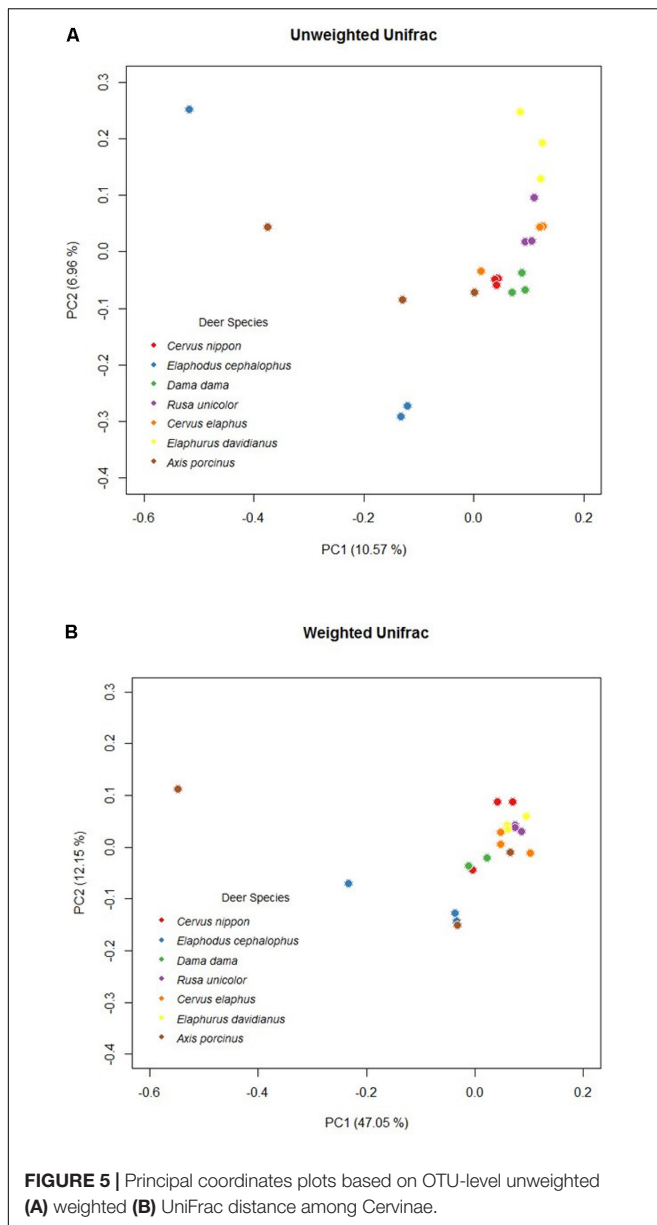 A
Unweighted Unifrac
0.3
0.2
0.1
0.0
-0.1
-0.2
-0.3
-0.4
PC2 (6.96 %)
Deer Species
Cervus nippon
Elaphodus cephalophus
Dama dama
Rusa unicolor
Cervus elaphus
Elaphurus davidianus
Axis porcinus
-0.6 -0.4 -0.2 0.0 0.2
PC1 (10.57 %)
B
Weighted Unifrac
0.3
0.2
0.1
0.0
-0.1
-0.2
-0.3
-0.4
PC2 (12.15 %)
Deer Species
Cervus nippon
Elaphodus cephalophus
Dama dama
Rusa unicolor
Cervus elaphus
Elaphurus davidianus
Axis porcinus
-0.6 -0.4 -0.2 0.0 0.2
PC1 (47.05 %)
FIGURE 5 | Principal coordinates plots based on OTU-level unweighted
(A) weighted (B) UniFrac distance among Cervinae.